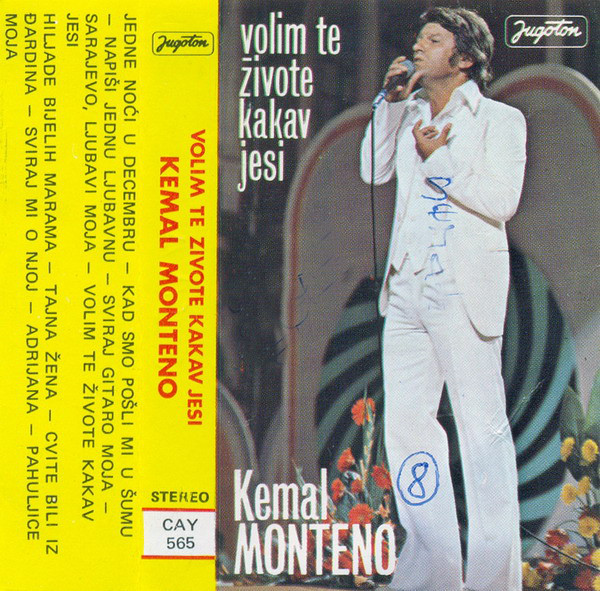 JEDNE NOĆI U DECEMBRU – KAD SMO POŠLI MI U ŠUMU
– NAPIŠI JEDNU LJUBAVNU – SVIRAJ GITARO MOJA –
SARAJEVO, LJUBAVI MOJA – VOLIM TE ŽIVOTE KAKAV
JESI
HILJADE BIJELIH MARAMA – TAJNA ŽENA – CVITE BILI IZ
ĐARDINA – SVIRAJ MI O NJOJ – ADRIJANA – PAHULJICE
MOJA
Jugoton
VOLIM TE ZIVOTE KAKAV JESI
KEMAL MONTENO
STEREO
CAY
565
Jugoton
volim te
živote
kakav
jesi
8
Kemal
MONTENO